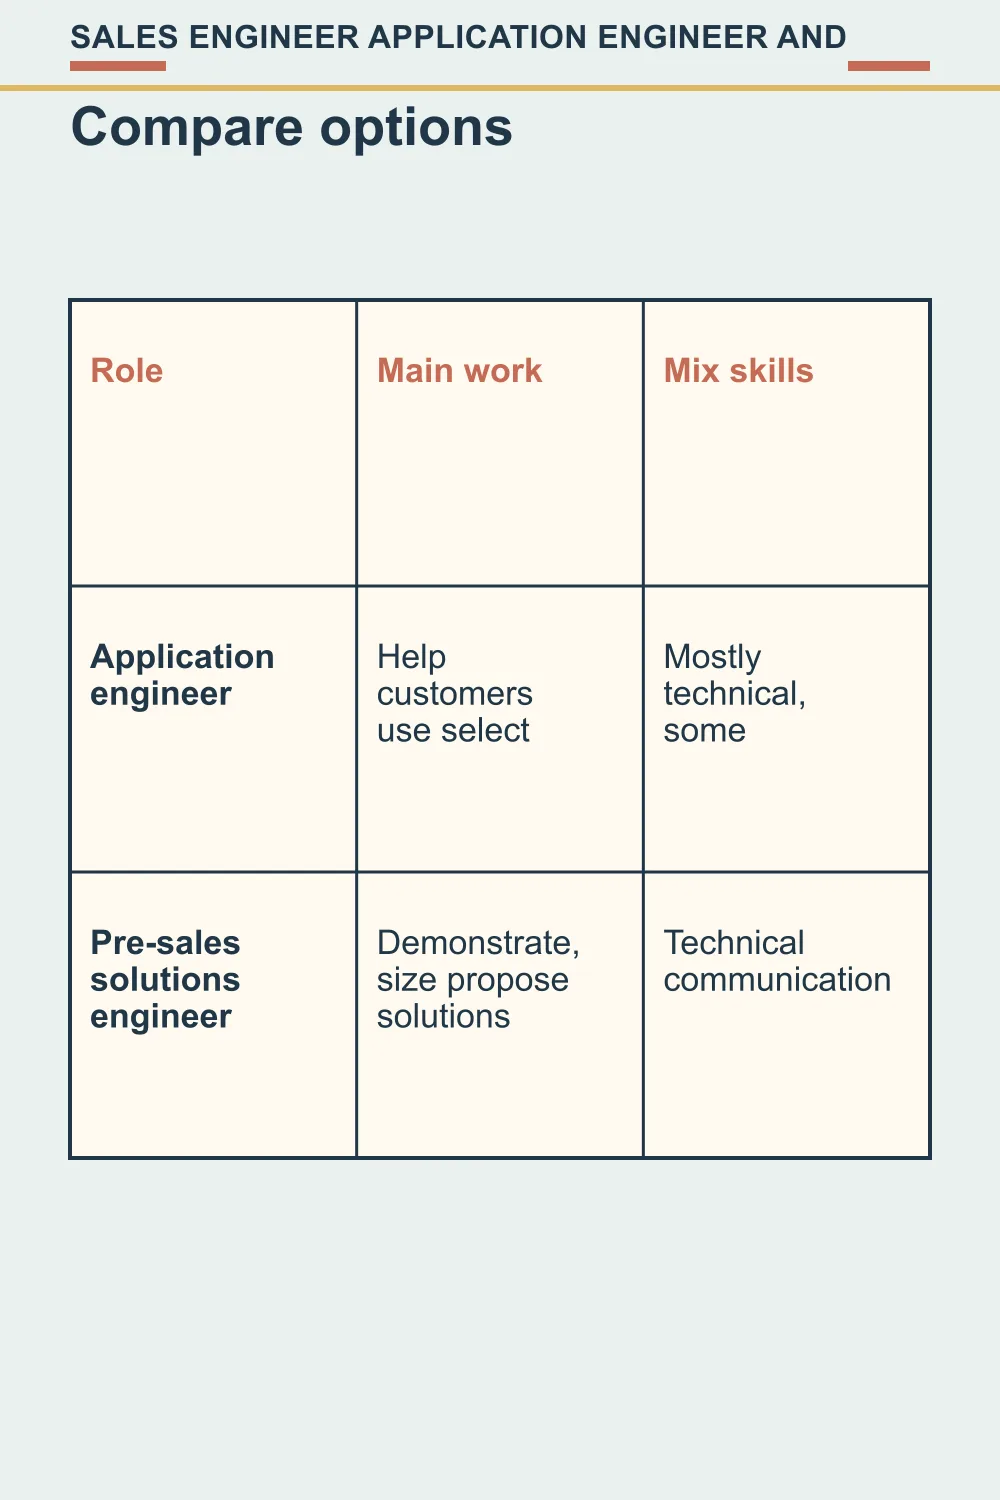 SALES ENGINEER APPLICATION ENGINEER AND
Compare options
Role
Main work
Mix skills
Application
engineer
Help
customers
use select
Mostly
technical,
some
Pre-sales
solutions
engineer
Demonstrate,
size propose
solutions
Technical
communication